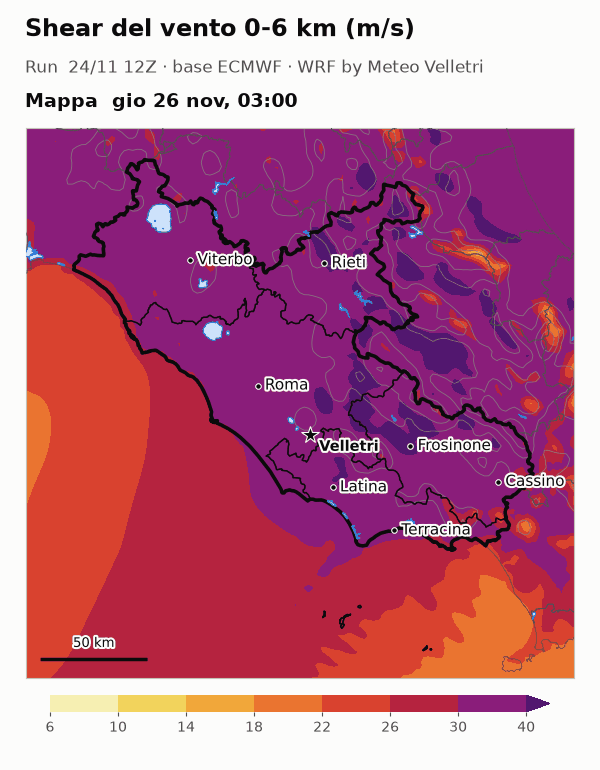 Shear del vento 0-6 km (m/s)
Run  24/11 12Z · base ECMWF · WRF by Meteo Velletri
Mappa  gio 26 nov, 03:00
Viterbo
Rieti
Roma
Velletri
Frosinone
Latina
Cassino
Terracina
50 km
6 10 14 18 22 26 30 40